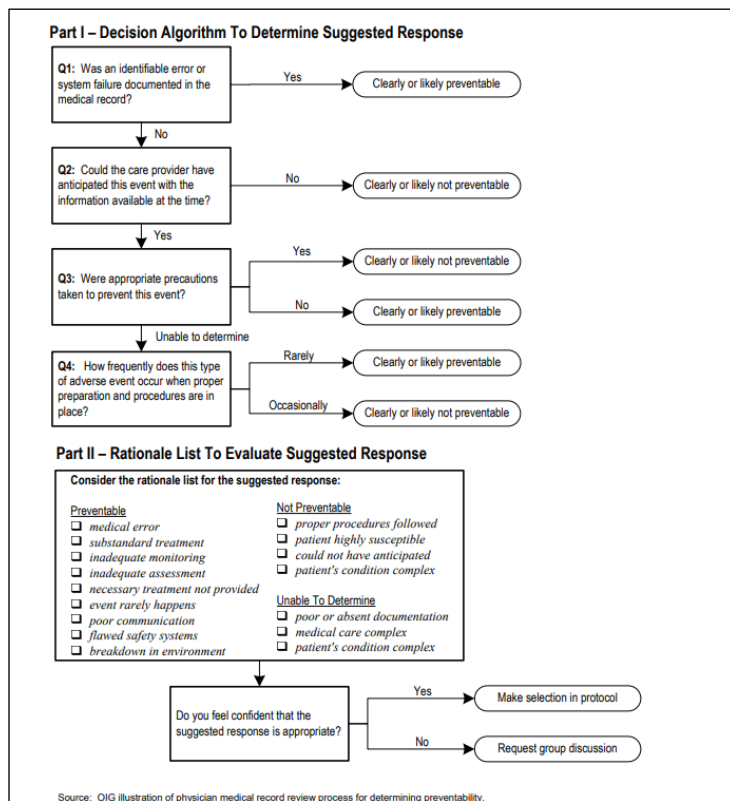 Part I – Decision Algorithm To Determine Suggested Response
Q1: Was an identifiable error or
system failure documented in the
medical record?
Yes
Clearly or likely preventable
No
Q2: Could the care provider have
anticipated this event with the
information available at the time?
No
Clearly or likely not preventable
Yes
Q3: Were appropriate precautions
taken to prevent this event?
Yes
Clearly or likely not preventable
No
Clearly or likely preventable
Unable to determine
Q4: How frequently does this type
of adverse event occur when proper
preparation and procedures are in
place?
Rarely
Clearly or likely preventable
Occasionally
Clearly or likely not preventable
Part II – Rationale List To Evaluate Suggested Response
Consider the rationale list for the suggested response:
Preventable
medical error
substandard treatment
inadequate monitoring
inadequate assessment
necessary treatment not provided
event rarely happens
poor communication
flawed safety systems
breakdown in environment
Not Preventable
proper procedures followed
patient highly susceptible
could not have anticipated
patient's condition complex
Unable To Determine
poor or absent documentation
medical care complex
patient's condition complex
Do you feel confident that the
suggested response is appropriate?
Yes
Make selection in protocol
No
Request group discussion
Source: OIG illustration of physician medical record review process for determining preventability.